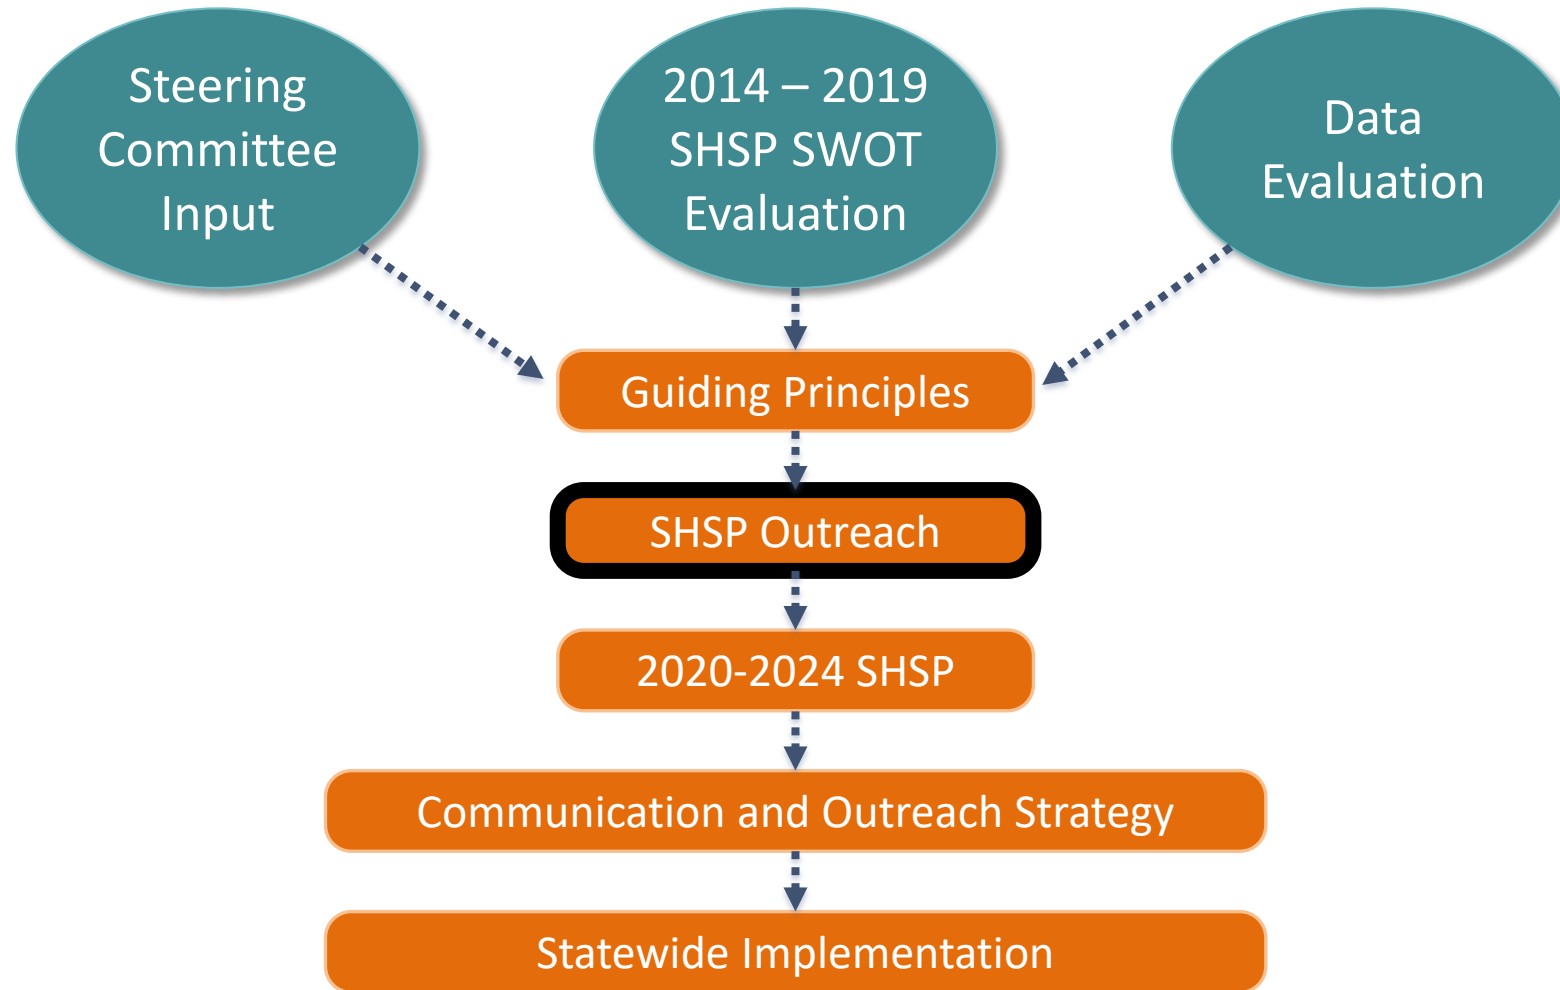 Steering
Committee
Input
2014 – 2019
SHSP SWOT
Evaluation
Data
Evaluation
Guiding Principles
SHSP Outreach
2020-2024 SHSP
Communication and Outreach Strategy
Statewide Implementation